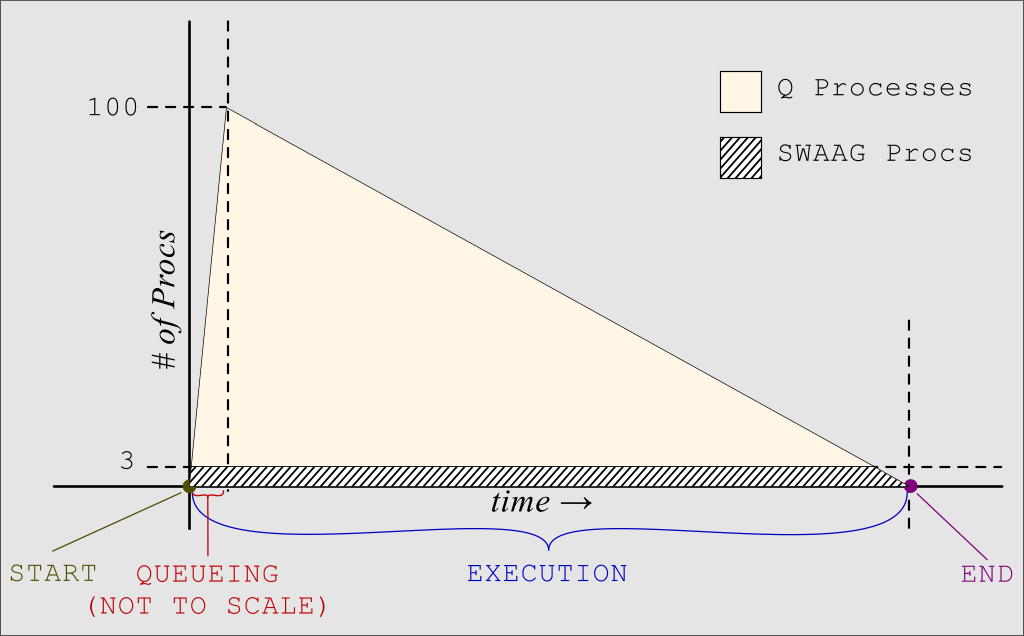 100
Q Processes
SWAAG Procs
# of Procs
3
time →
START
QUEUEING
(NOT TO SCALE)
EXECUTION
END